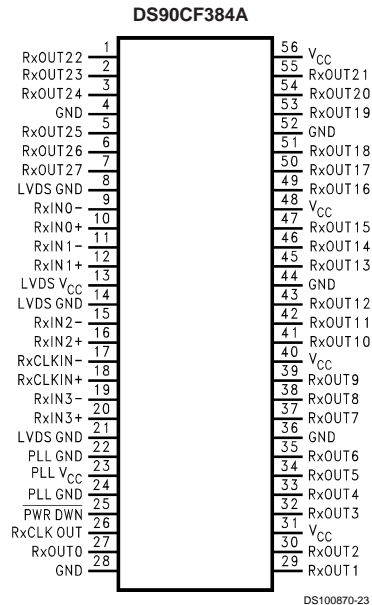 DS90CF384A
RxOUT22 1
RxOUT23 2
RxOUT24 3
GND 4
RxOUT25 5
RxOUT26 6
RxOUT27 7
LVDS GND 8
RxIN0− 9
RxIN0+ 10
RxIN1− 11
RxIN1+ 12
LVDS VCC 13
LVDS GND 14
RxIN2− 15
RxIN2+ 16
RxCLKIN− 17
RxCLKIN+ 18
RxIN3− 19
RxIN3+ 20
LVDS GND 21
PLL GND 22
PLL VCC 23
PLL GND 24
PWR DWN 25
RxCLK OUT 26
RxOUT0 27
GND 28
56 VCC
55 RxOUT21
54 RxOUT20
53 RxOUT19
52 GND
51 RxOUT18
50 RxOUT17
49 RxOUT16
48 VCC
47 RxOUT15
46 RxOUT14
45 RxOUT13
44 GND
43 RxOUT12
42 RxOUT11
41 RxOUT10
40 VCC
39 RxOUT9
38 RxOUT8
37 RxOUT7
36 GND
35 RxOUT6
34 RxOUT5
33 RxOUT4
32 RxOUT3
31 VCC
30 RxOUT2
29 RxOUT1
DS100870-23